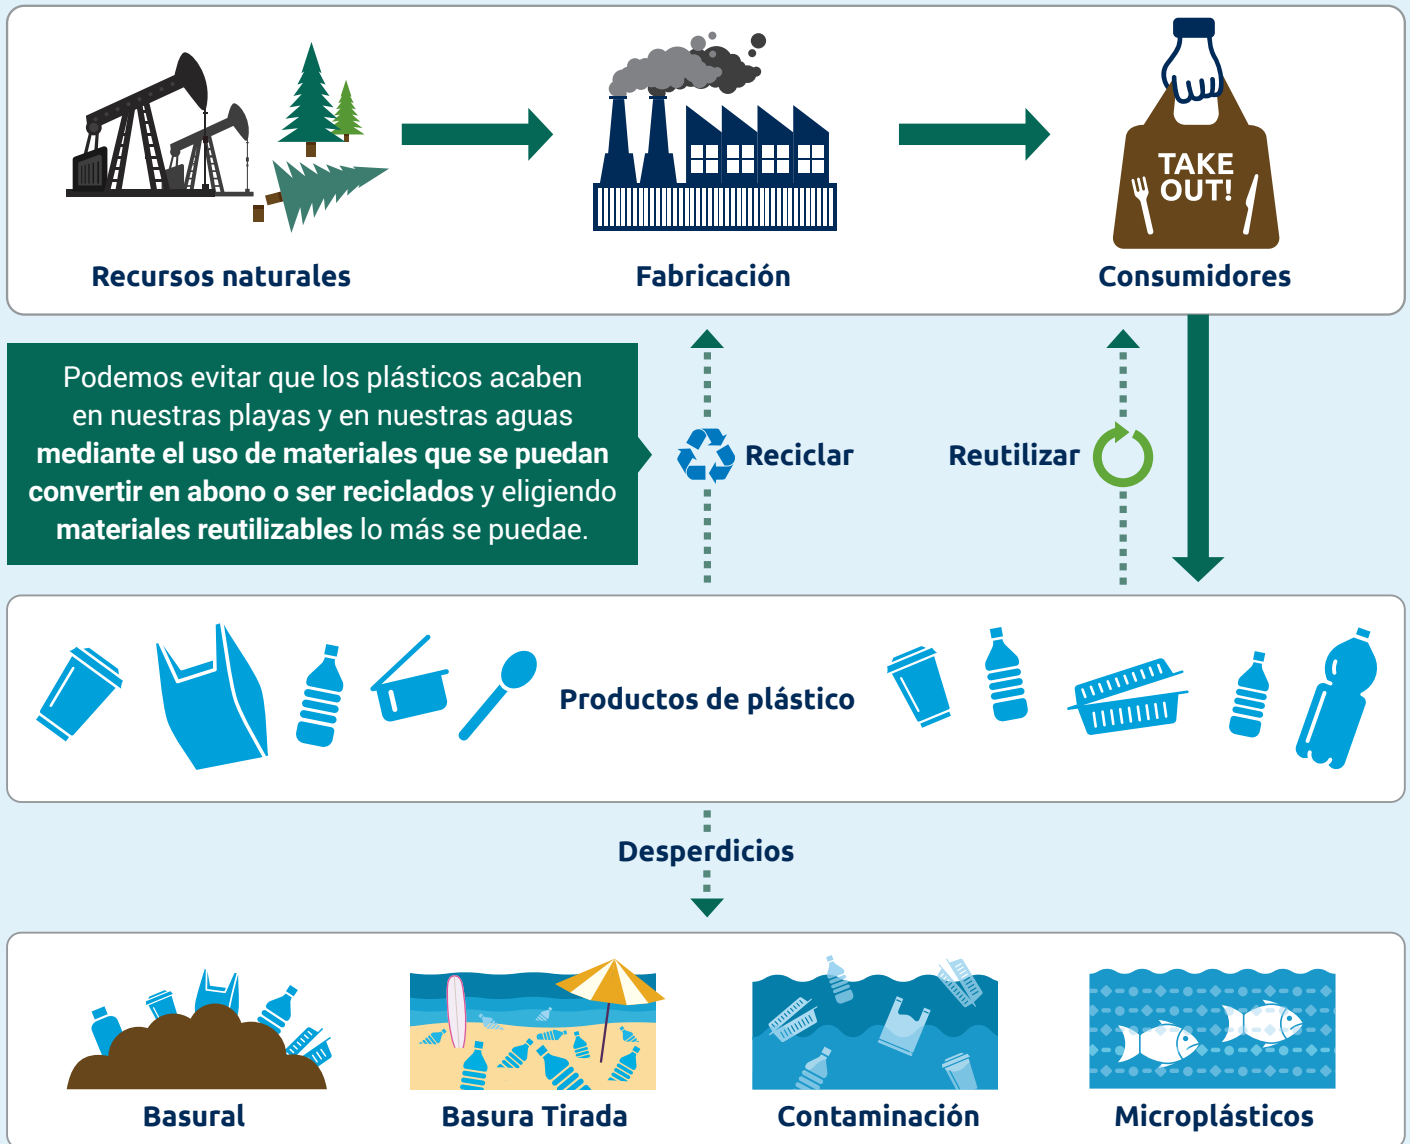 TAKE
OUT!
Recursos naturales
Fabricación
Consumidores
Podemos evitar que los plásticos acaben
en nuestras playas y en nuestras aguas
mediante el uso de materiales que se puedan
convertir en abono o ser reciclados y eligiendo
materiales reutilizables lo más se puedae.
Reciclar
Reutilizar
Productos de plástico
Desperdicios
Basural
Basura Tirada
Contaminación
Microplásticos